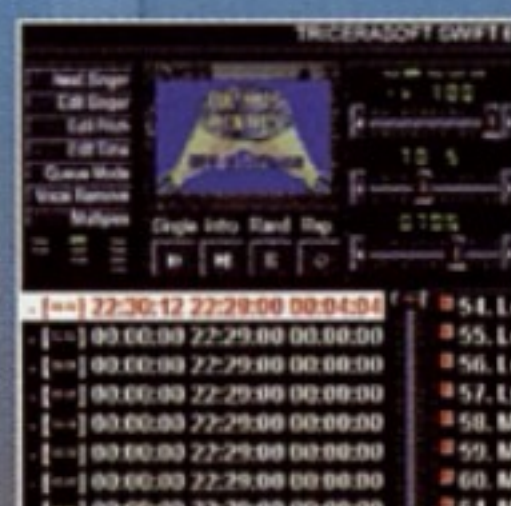 TRICERASOFT SWIFT
Next Singer
Edit Singer
Edit Pitch
Edit Time
Queue Mode
Voice Remove
Multiplex
100
10 %
Single Intro Rand Rep
- [==] 22:30:12 22:29:00 00:04:04
- [==] 00:00:00 22:29:00 00:00:00
- [==] 00:00:00 22:29:00 00:00:00
- [==] 00:00:00 22:29:00 00:00:00
- [==] 00:00:00 22:29:00 00:00:00
- [==] 00:00:00 22:29:00 00:00:00
- [==] 00:00:00 22:29:00 00:00:00
54. L
55. L
56. L
57. L
58. M
59. M
60. M